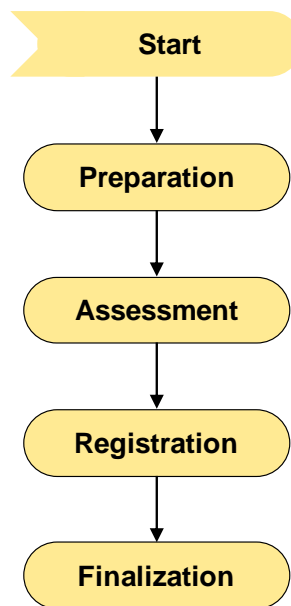 Start
Preparation
Assessment
Registration
Finalization